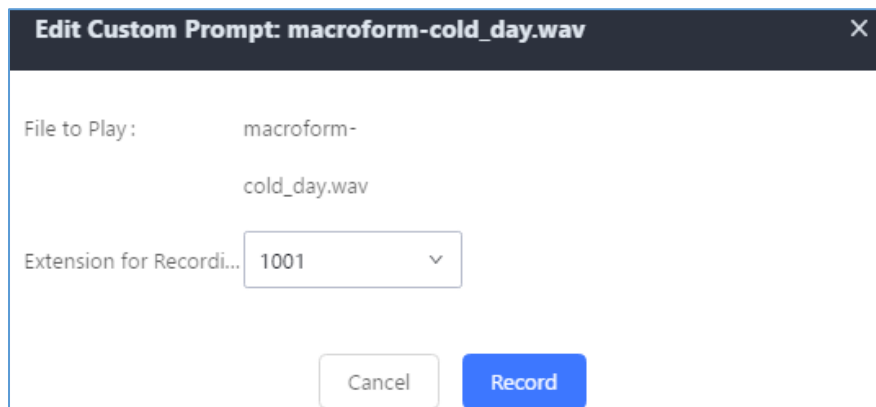 Edit Custom Prompt: macroform-cold_day.wav
File to Play :
macroform-
cold_day.wav
Extension for Recordi...
1001
Cancel
Record